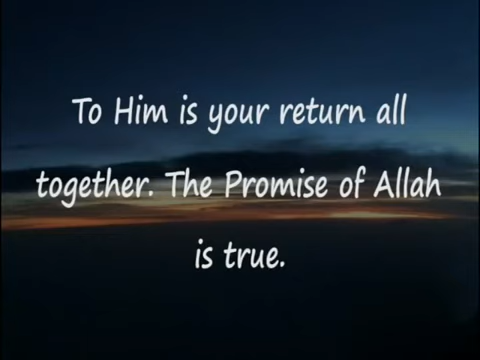 To Him is your return all
together. The Promise of Allah
is true.